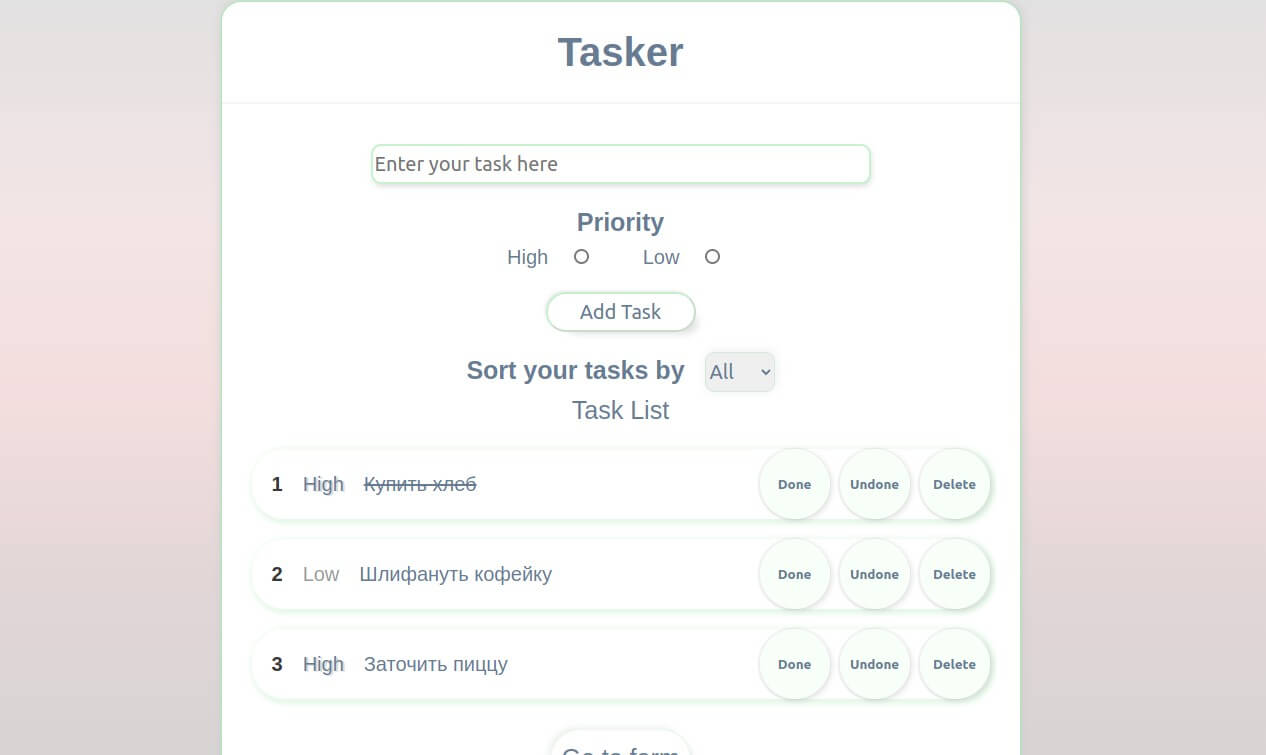 Tasker
Enter your task here
Priority
High Low
Add Task
Sort your tasks by All
Task List
1 High Купить хлеб Done Undone Delete
2 Low Шлифануть кофейку Done Undone Delete
3 High Заточить пиццу Done Undone Delete
Go to form